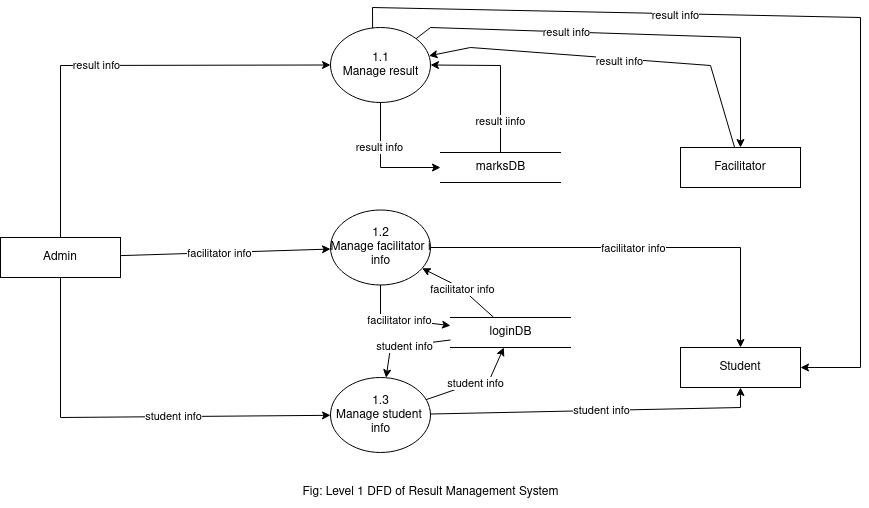 result info
result info
1.1
Manage result
result info
result info
result iinfo
result info
marksDB
Facilitator
1.2
Manage facilitator i
info
Admin
facilitator info
facilitator info
facilitator info
facilitator info
loginDB
student info
Student
student info
1.3
Manage student
info
student info
student info
Fig: Level 1 DFD of Result Management System